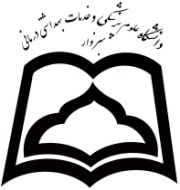 دانشگاه علوم پزشکی و خدمات بهداشتی درمانی
سبزوار